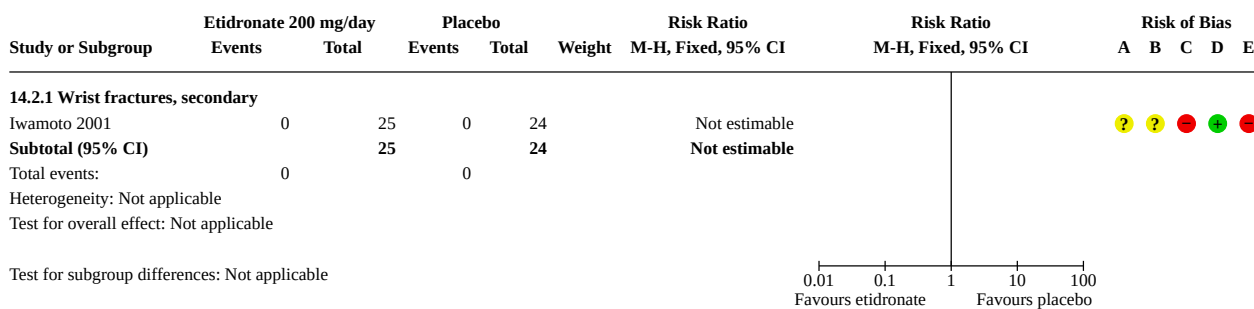 Etidronate 200 mg/day Placebo Risk Ratio Risk Ratio Risk of Bias
Study or Subgroup Events Total Events Total Weight M-H, Fixed, 95% CI M-H, Fixed, 95% CI A B C D E
14.2.1 Wrist fractures, secondary
Iwamoto 2001 0 25 0 24 Not estimable ? ? − + −
Subtotal (95% CI) 25 24 Not estimable
Total events: 0 0
Heterogeneity: Not applicable
Test for overall effect: Not applicable
Test for subgroup differences: Not applicable
0.01 0.1 1 10 100
Favours etidronate Favours placebo